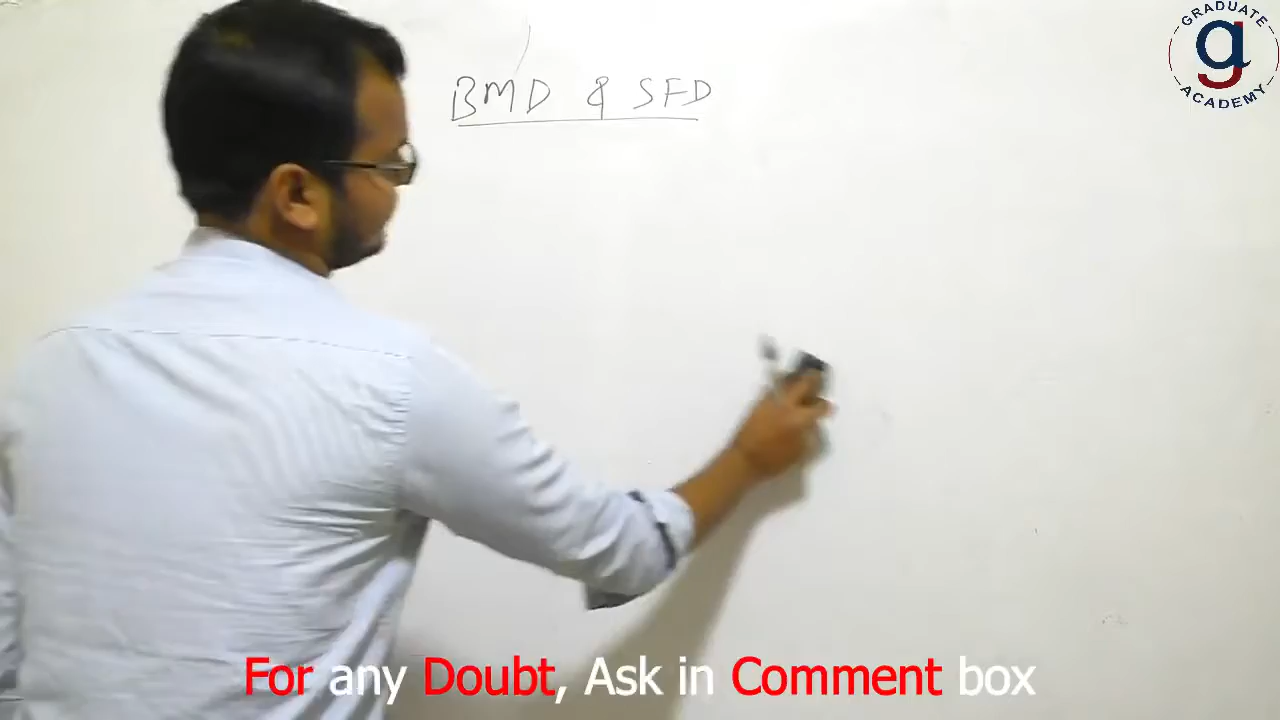 BMD & SFD
GRADUATE
g
ACADEMY
For any Doubt, Ask in Comment box